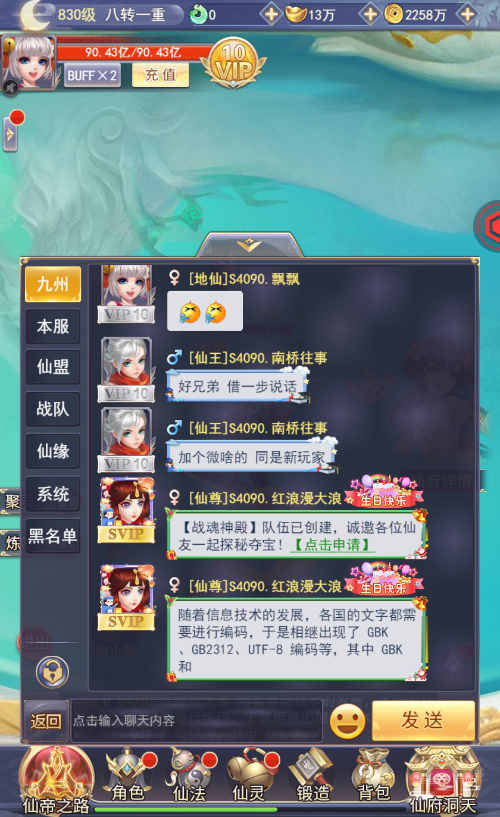 830级 八转一重 0 13万 2258万
90.43亿/90.43亿
BUFF×2 充值 10 VIP
九州
本服
仙盟
战队
仙缘
系统
黑名单
[地仙]S4090.飘飘
VIP 10
[仙王]S4090.南桥往事
好兄弟 借一步说话
VIP 10
[仙王]S4090.南桥往事
加个微啥的 同是新玩家
VIP 10
[仙尊]S4090.红浪漫大浪 生日快乐
【战魂神殿】队伍已创建，诚邀各位仙
友一起探秘夺宝！【点击申请】
SVIP
[仙尊]S4090.红浪漫大浪 生日快乐
随着信息技术的发展，各国的文字都需
要进行编码，于是相继出现了 GBK
、GB2312、UTF-8 编码等，其中 GBK
和
SVIP
聚
炼
返回 点击输入聊天内容 发送
仙帝之路 角色 仙法 仙灵 锻造 背包 仙府洞天